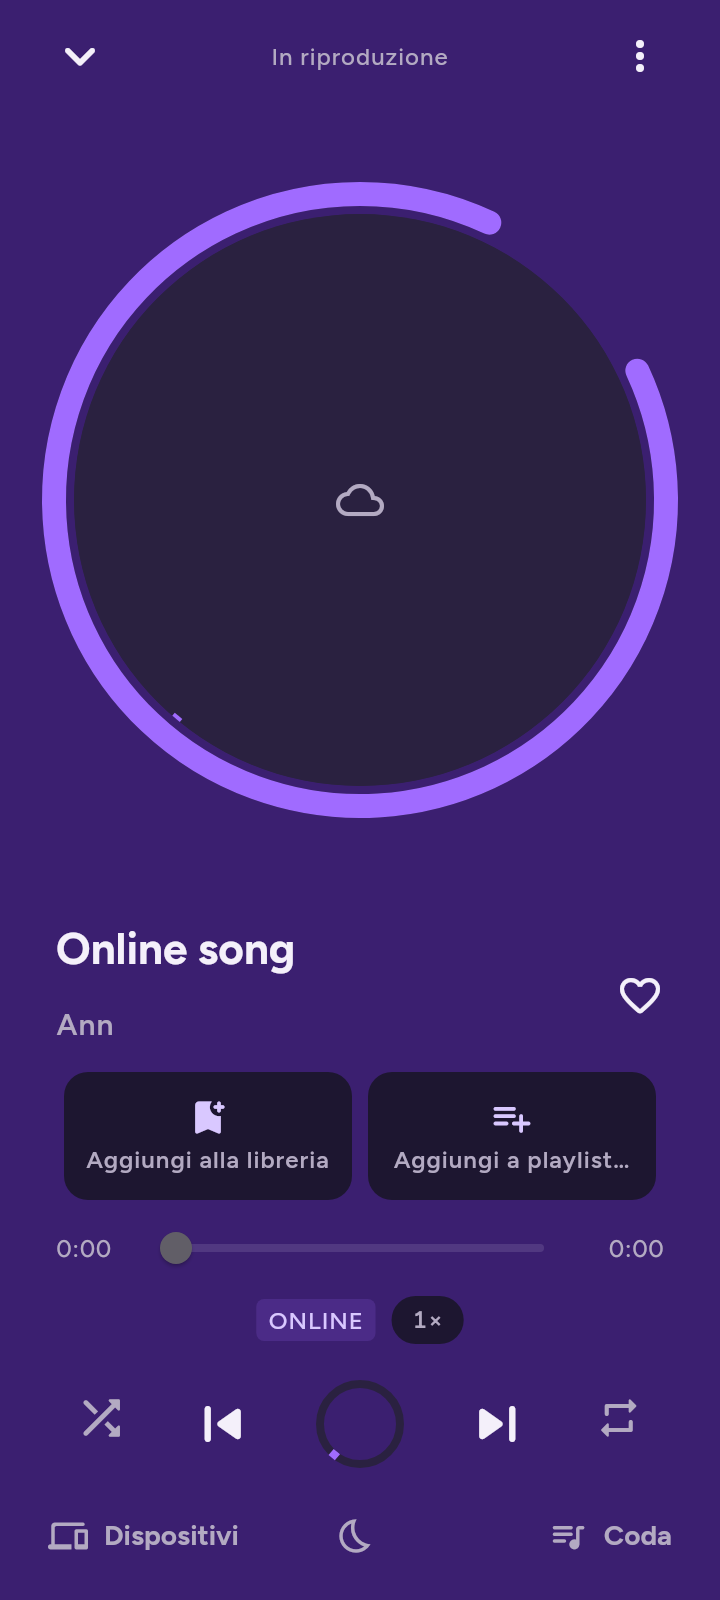 In riproduzione
Online song
Ann
Aggiungi alla libreria
Aggiungi a playlist…
0:00
0:00
ONLINE
1×
Dispositivi
Coda